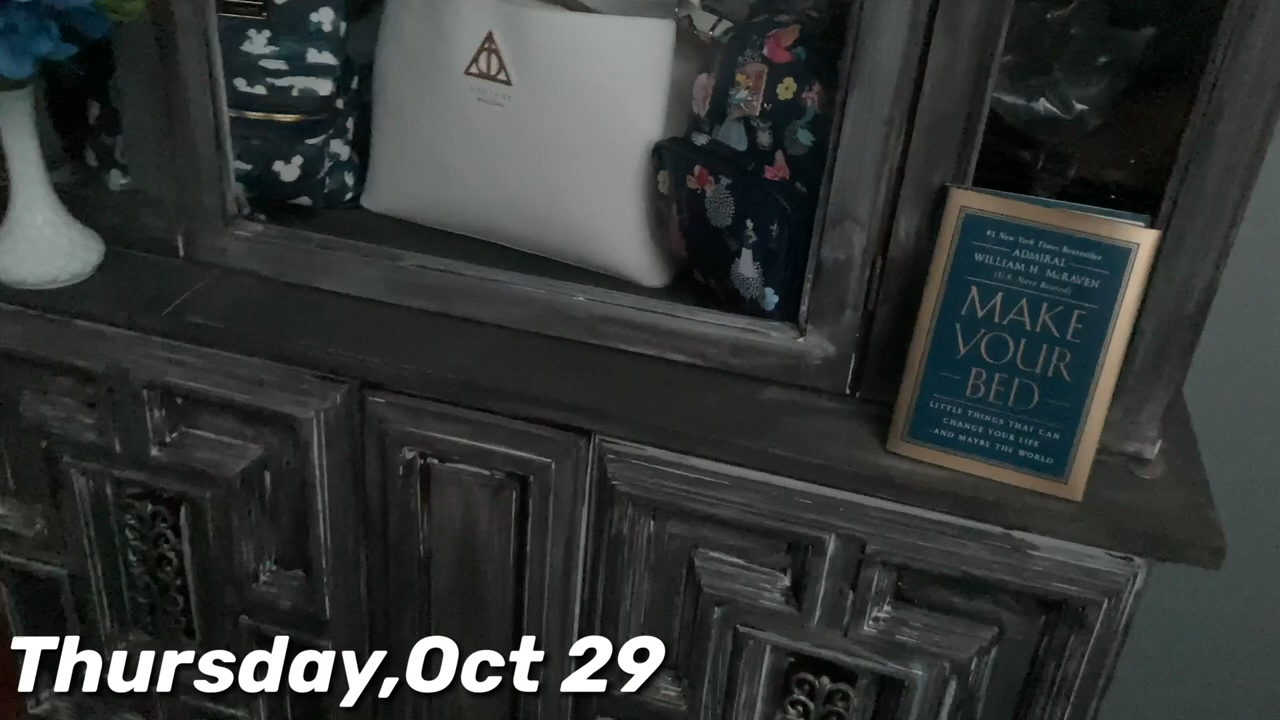 #1 New York Times Bestseller
ADMIRAL
WILLIAM H. McRAVEN
(U.S. Navy Retired)
MAKE
YOUR
BED
LITTLE THINGS THAT CAN
CHANGE YOUR LIFE
AND MAYBE THE WORLD
Thursday,Oct 29